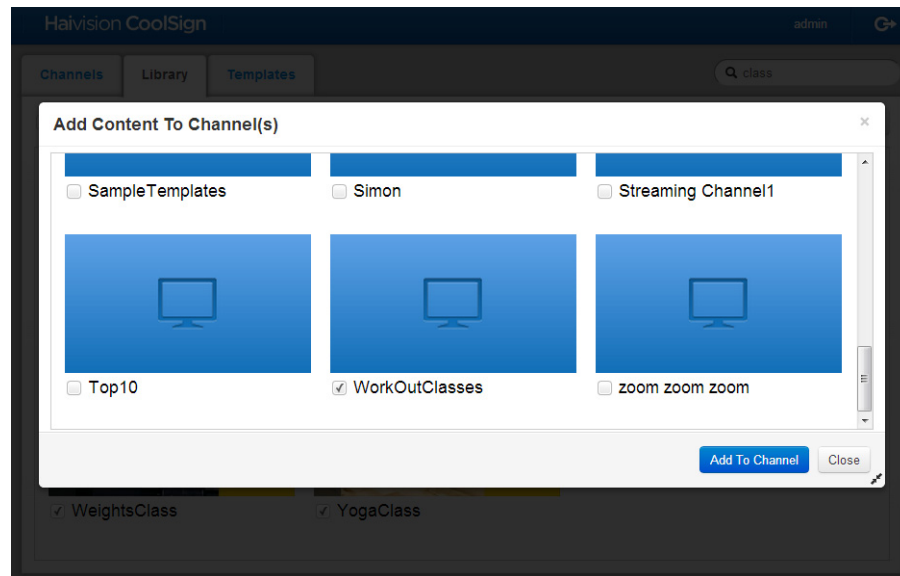 Haivision CoolSign admin
Channels Library Templates class
Add Content To Channel(s) ×
SampleTemplates Simon Streaming Channel1
Top10 WorkOutClasses zoom zoom zoom
Add To Channel Close
WeightsClass YogaClass